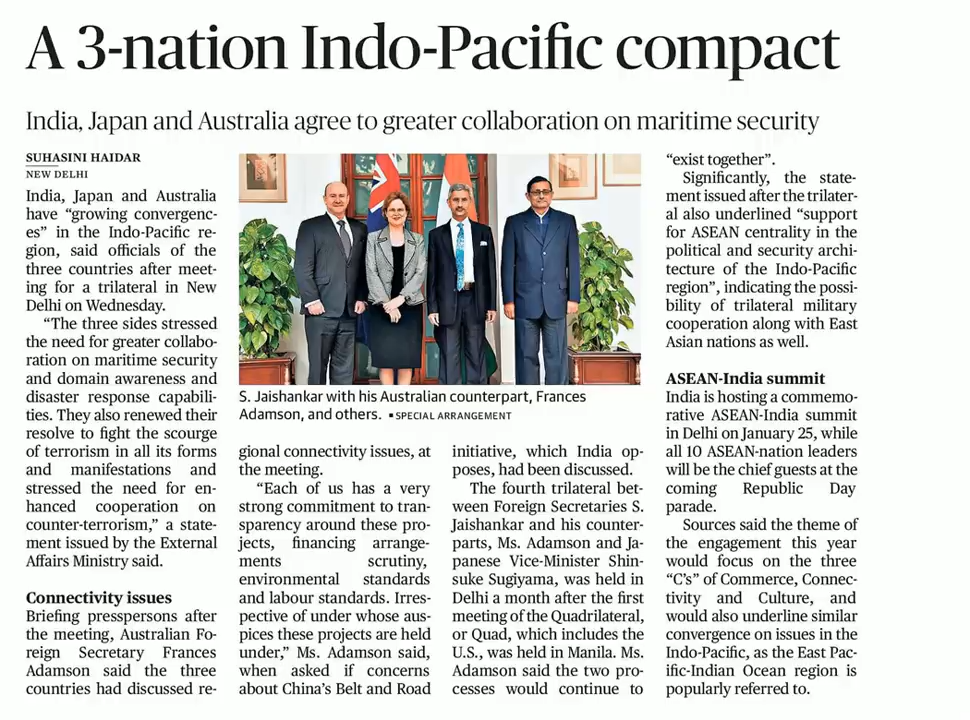 A 3-nation Indo-Pacific compact
India, Japan and Australia agree to greater collaboration on maritime security
SUHASINI HAIDAR
NEW DELHI
India, Japan and Australia
have “growing convergenc-
es” in the Indo-Pacific re-
gion, said officials of the
three countries after meet-
ing for a trilateral in New
Delhi on Wednesday.
“The three sides stressed
the need for greater collabo-
ration on maritime security
and domain awareness and
disaster response capabili-
ties. They also renewed their
resolve to fight the scourge
of terrorism in all its forms
and manifestations and
stressed the need for en-
hanced cooperation on
counter-terrorism,” a state-
ment issued by the External
Affairs Ministry said.
Connectivity issues
Briefing presspersons after
the meeting, Australian Fo-
reign Secretary Frances
Adamson said the three
countries had discussed re-
S. Jaishankar with his Australian counterpart, Frances
Adamson, and others. ▪SPECIAL ARRANGEMENT
gional connectivity issues, at
the meeting.
“Each of us has a very
strong commitment to tran-
sparency around these pro-
jects, financing arrange-
ments scrutiny,
environmental standards
and labour standards. Irres-
pective of under whose aus-
pices these projects are held
under,” Ms. Adamson said,
when asked if concerns
about China’s Belt and Road
initiative, which India op-
poses, had been discussed.
The fourth trilateral bet-
ween Foreign Secretaries S.
Jaishankar and his counter-
parts, Ms. Adamson and Ja-
panese Vice-Minister Shin-
suke Sugiyama, was held in
Delhi a month after the first
meeting of the Quadrilateral,
or Quad, which includes the
U.S., was held in Manila. Ms.
Adamson said the two pro-
cesses would continue to
“exist together”.
Significantly, the state-
ment issued after the trilater-
al also underlined “support
for ASEAN centrality in the
political and security archi-
tecture of the Indo-Pacific
region”, indicating the possi-
bility of trilateral military
cooperation along with East
Asian nations as well.
ASEAN-India summit
India is hosting a commemo-
rative ASEAN-India summit
in Delhi on January 25, while
all 10 ASEAN-nation leaders
will be the chief guests at the
coming Republic Day
parade.
Sources said the theme of
the engagement this year
would focus on the three
“C’s” of Commerce, Connec-
tivity and Culture, and
would also underline similar
convergence on issues in the
Indo-Pacific, as the East Pac-
ific-Indian Ocean region is
popularly referred to.